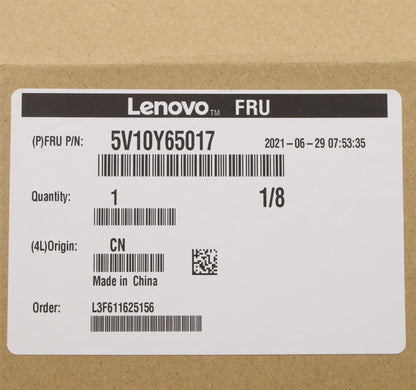 Lenovo™ FRU
(P)FRU P/N: 5V10Y65017 2021-06-29 07:53:35
Quantity: 1 1/8
(4L)Origin: CN
Made in China
Order: L3F611625156